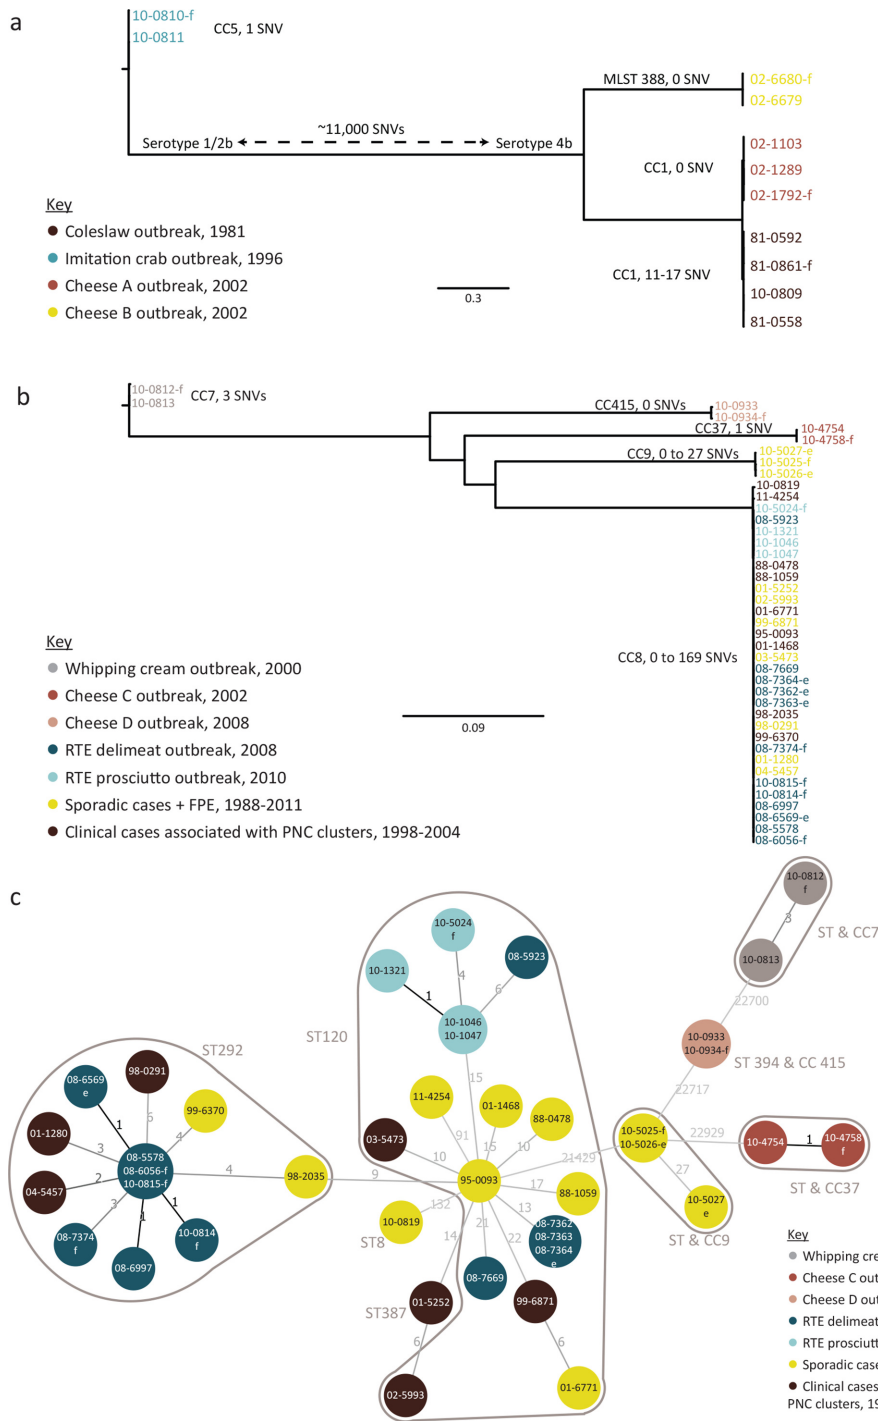 a
10-0810-f
10-0811
CC5, 1 SNV
MLST 388, 0 SNV
02-6680-f
02-6679
~11,000 SNVs
Serotype 1/2b
Serotype 4b
02-1103
CC1, 0 SNV
02-1289
02-1792-f
Key
Coleslaw outbreak, 1981
Imitation crab outbreak, 1996
Cheese A outbreak, 2002
Cheese B outbreak, 2002
81-0592
81-0861-f
CC1, 11-17 SNV
10-0809
81-0558
0.3
b
10-0812-f
10-0813
CC7, 3 SNVs
CC415, 0 SNVs
10-0933
10-0934-f
CC37, 1 SNV
10-4754
10-4758-f
CC9, 0 to 27 SNVs
10-5027-e
10-5025-f
10-5026-e
10-0819
11-4254
10-5024-f
08-5923
10-1321
10-1046
10-1047
88-0478
88-1059
01-5252
02-5993
01-6771
99-6871
95-0093
01-1468
03-5473
CC8, 0 to 169 SNVs
08-7669
08-7364-e
08-7362-e
08-7363-e
98-2035
98-0291
99-6370
08-7374-f
01-1280
04-5457
10-0815-f
10-0814-f
08-6997
08-6569-e
08-5578
08-6056-f
Key
Whipping cream outbreak, 2000
Cheese C outbreak, 2002
Cheese D outbreak, 2008
RTE delimeat outbreak, 2008
RTE prosciutto outbreak, 2010
Sporadic cases + FPE, 1988-2011
Clinical cases associated with PNC clusters, 1998-2004
0.09
c
ST292
08-6569
e
98-0291
99-6370
01-1280
08-5578
08-6056-f
10-0815-f
04-5457
08-7374
f
08-6997
10-0814
f
98-2035
1
6
4
3
2
3
1
1
4
9
ST120
10-5024
f
10-1321
08-5923
10-1046
10-1047
1
4
6
15
11-4254
01-1468
88-0478
03-5473
95-0093
91
15
10
10
17
13
132
14
21
22
88-1059
10-0819
ST8
08-7362
08-7363
08-7364
e
08-7669
ST387
01-5252
99-6871
6
6
02-5993
01-6771
21429
10-0812
f
3
10-0813
ST & CC7
22700
10-0933
10-0934-f
ST 394 & CC 415
22717
10-5025-f
10-5026-e
22929
10-4754
1
10-4758
f
ST & CC37
27
10-5027
e
ST & CC9
Key
Whipping cre
Cheese C out
Cheese D out
RTE delimeat
RTE prosciutt
Sporadic case
Clinical cases
PNC clusters, 19